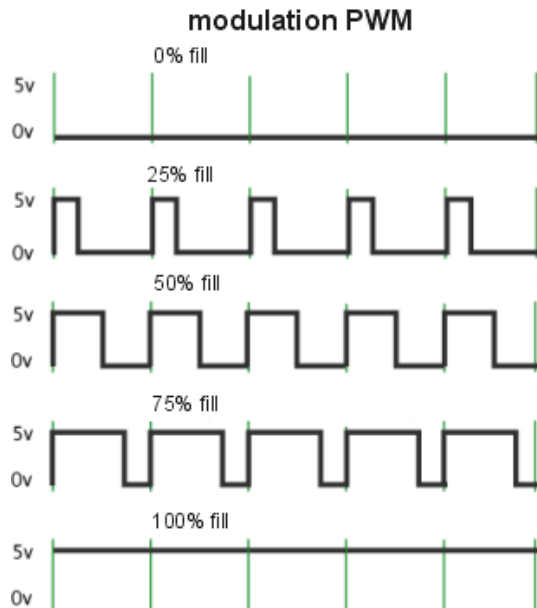 modulation PWM
0% fill
5v
0v
25% fill
5v
0v
50% fill
5v
0v
75% fill
5v
0v
100% fill
5v
0v